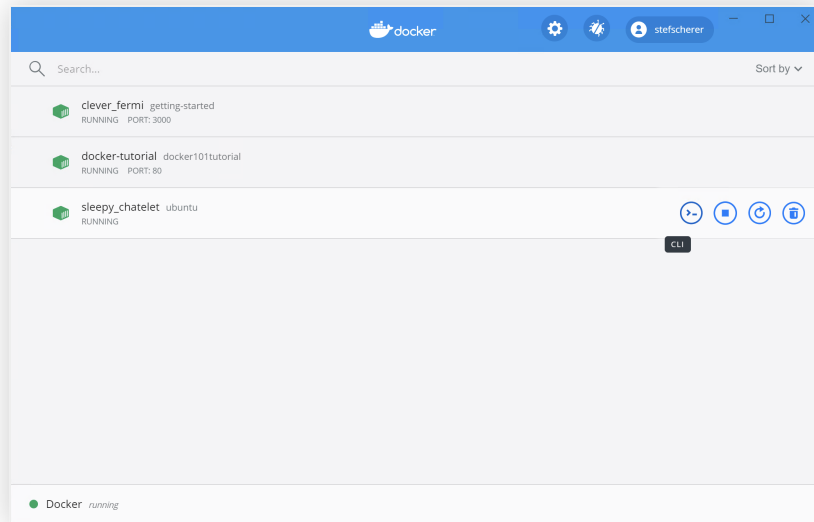 docker
stefscherer
Search...
Sort by
clever_fermi getting-started
RUNNING PORT: 3000
docker-tutorial docker101tutorial
RUNNING PORT: 80
sleepy_chatelet ubuntu
RUNNING
CLI
Docker running